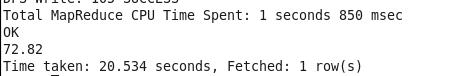 Total MapReduce CPU Time Spent: 1 seconds 850 msec
OK
72.82
Time taken: 20.534 seconds, Fetched: 1 row(s)